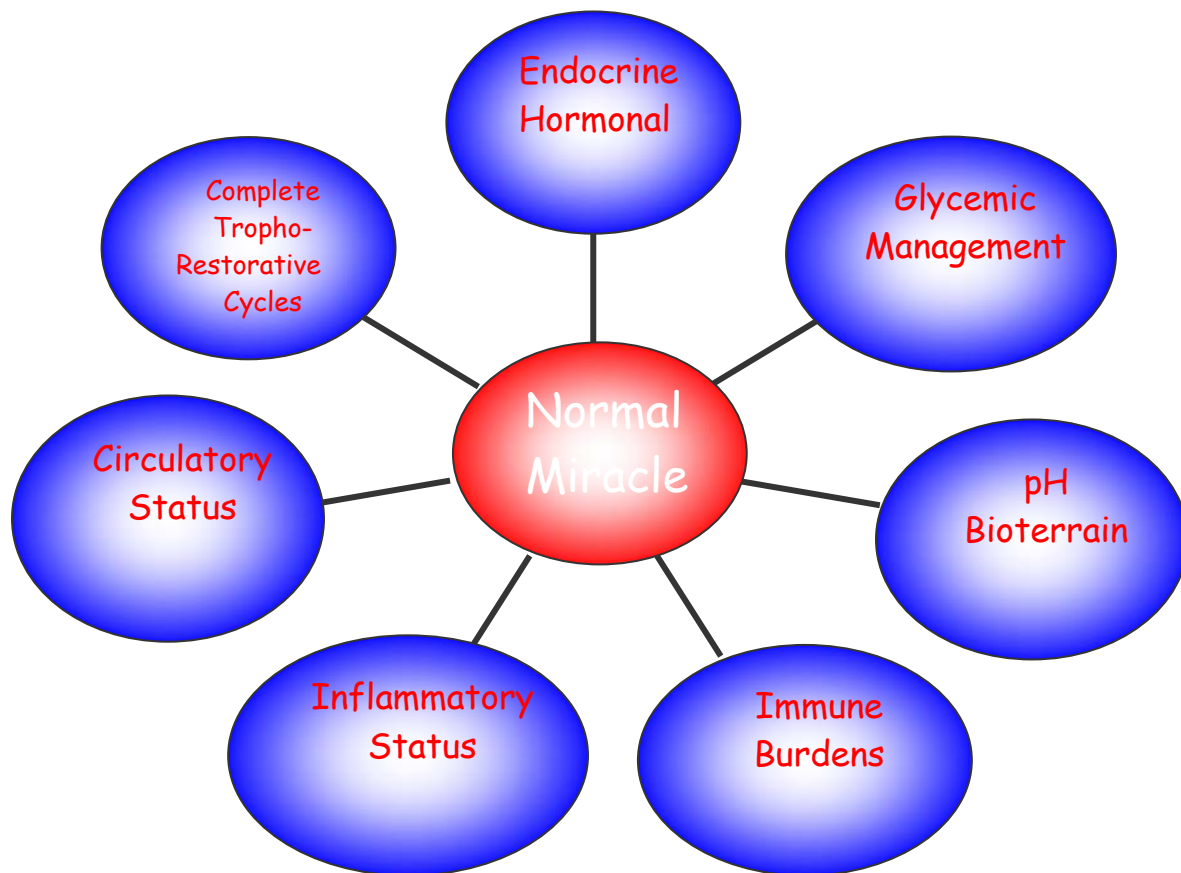 Endocrine
Hormonal
Glycemic
Management
pH
Bioterrain
Immune
Burdens
Inflammatory
Status
Circulatory
Status
Complete
Tropho-
Restorative
Cycles
Normal
Miracle